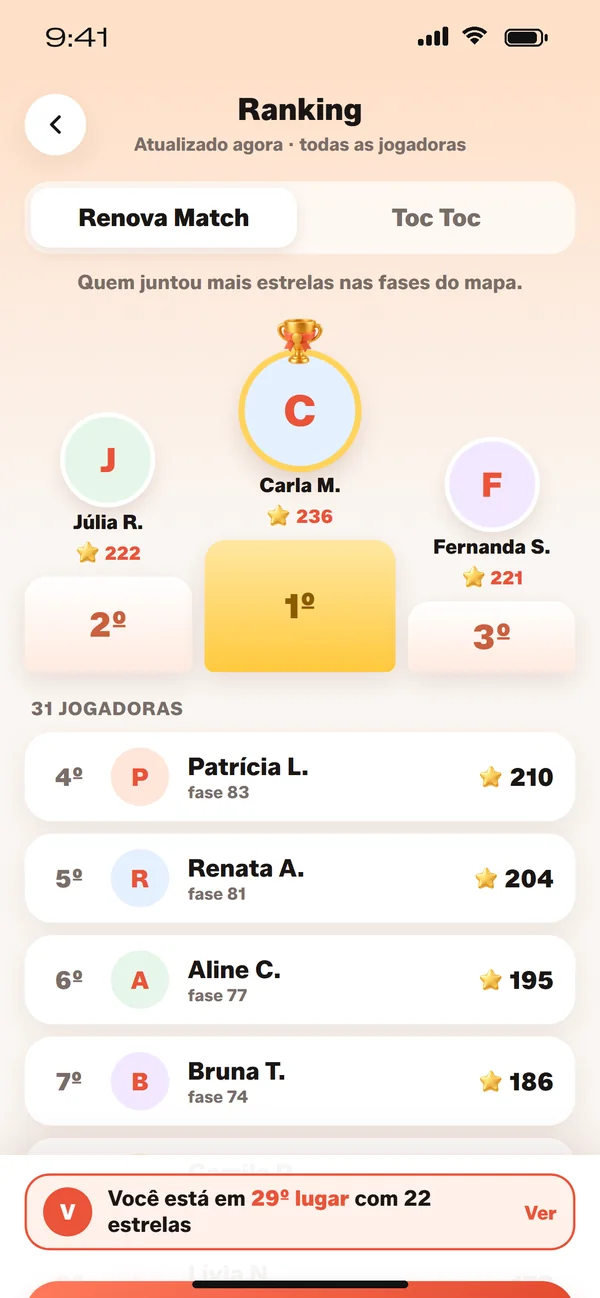 9:41
Ranking
Atualizado agora · todas as jogadoras
Renova Match
Toc Toc
Quem juntou mais estrelas nas fases do mapa.
C
J
F
Carla M.
236
Júlia R.
222
Fernanda S.
221
1º
2º
3º
31 JOGADORAS
4º P Patrícia L. 210
fase 83
5º R Renata A. 204
fase 81
6º A Aline C. 195
fase 77
7º B Bruna T. 186
fase 74
V Você está em 29º lugar com 22
estrelas
Ver
Lívia N.